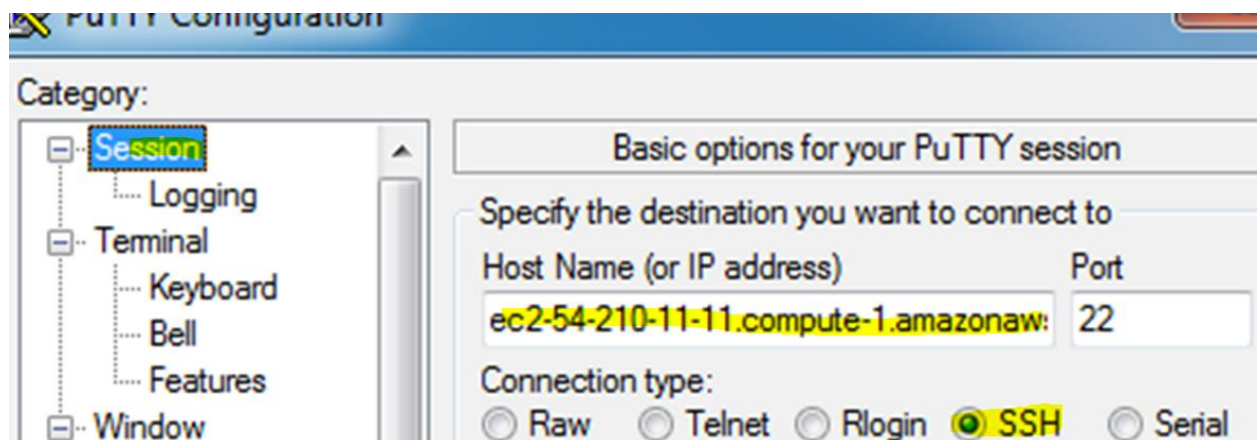 PuTTY Configuration
Category:
Session
Logging
Terminal
Keyboard
Bell
Features
Window
Basic options for your PuTTY session
Specify the destination you want to connect to
Host Name (or IP address) Port
ec2-54-210-11-11.compute-1.amazonaws 22
Connection type:
Raw Telnet Rlogin SSH Serial